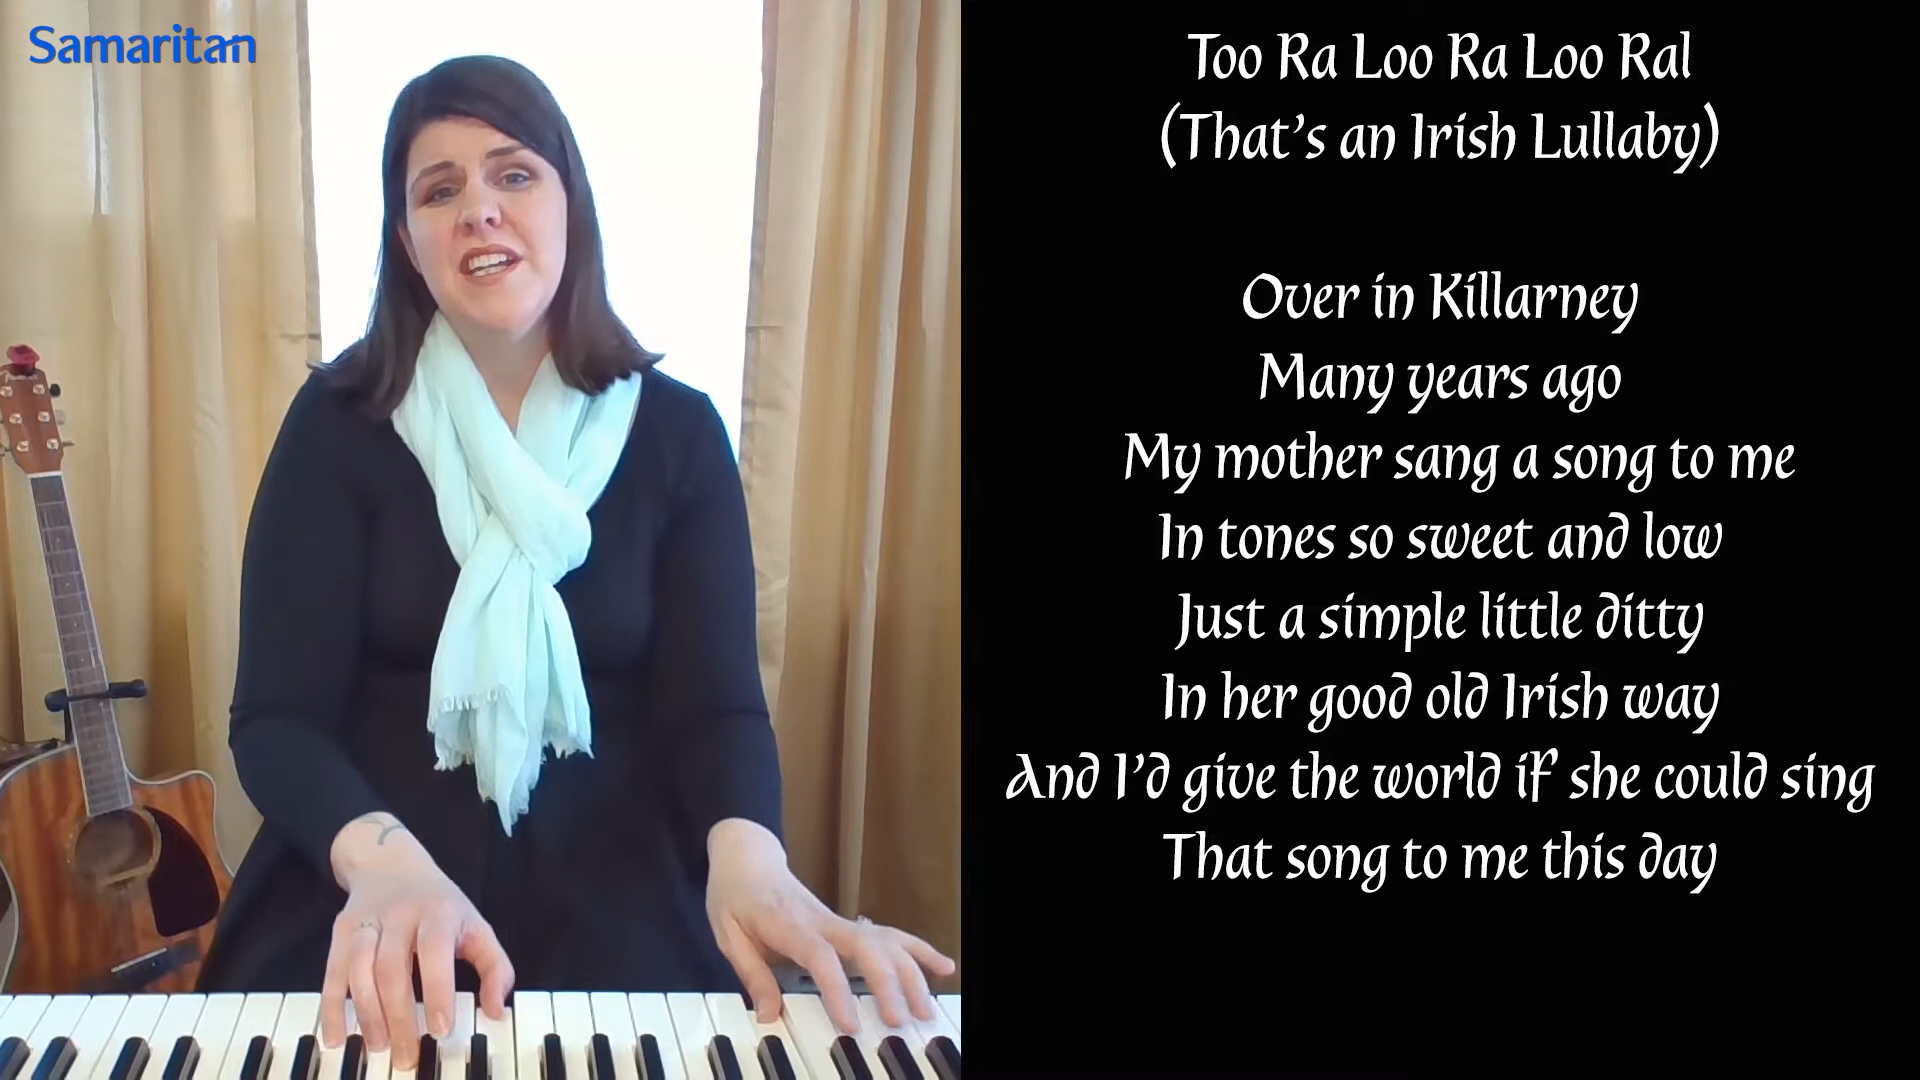 Samaritan
Too Ra Loo Ra Loo Ral
(That's an Irish Lullaby)
Over in Killarney
Many years ago
My mother sang a song to me
In tones so sweet and low
Just a simple little ditty
In her good old Irish way
And I'd give the world if she could sing
That song to me this day